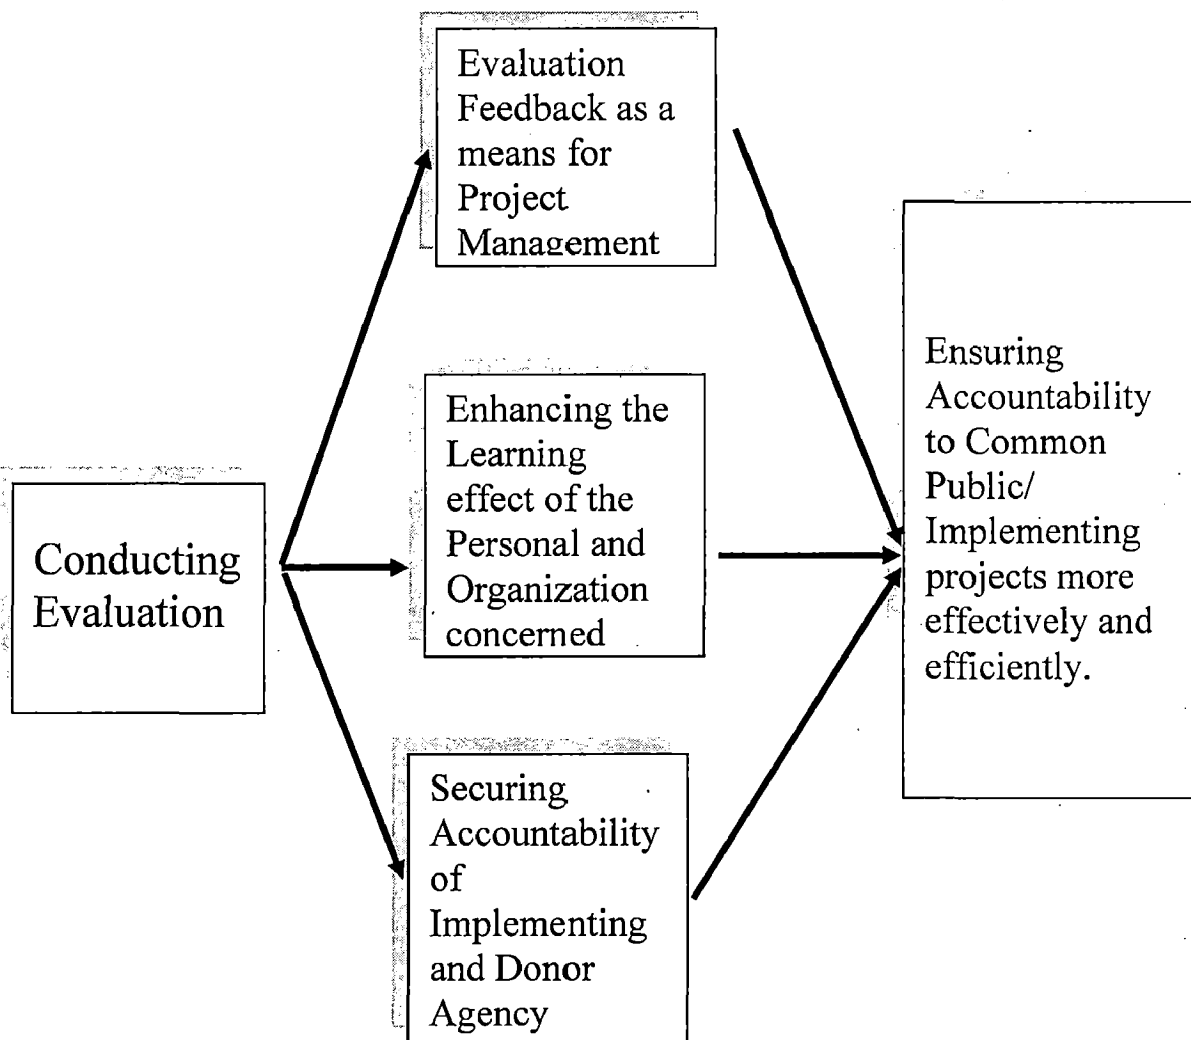 Evaluation
Feedback as a
means for
Project
Management
Enhancing the
Learning
effect of the
Personal and
Organization
concerned
Conducting
Evaluation
Securing
Accountability
of
Implementing
and Donor
Agency
Ensuring
Accountability
to Common
Public/
Implementing
projects more
effectively and
efficiently.